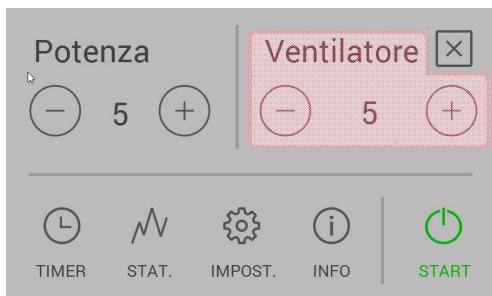 Potenza
Ventilatore
5
5
TIMER
STAT.
IMPOST.
INFO
START